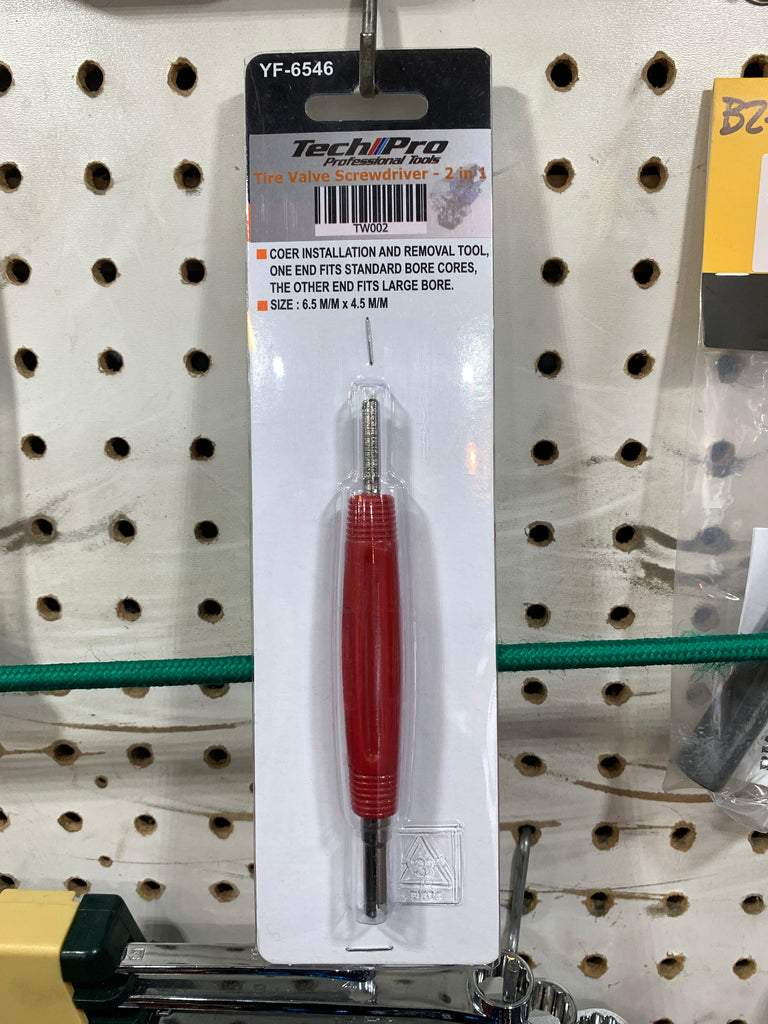 YF-6546
Tech Pro
Professional Tools
Tire Valve Screwdriver - 2 in 1
TW002
COER INSTALLATION AND REMOVAL TOOL,
ONE END FITS STANDARD BORE CORES,
THE OTHER END FITS LARGE BORE.
SIZE : 6.5 M/M x 4.5 M/M
3